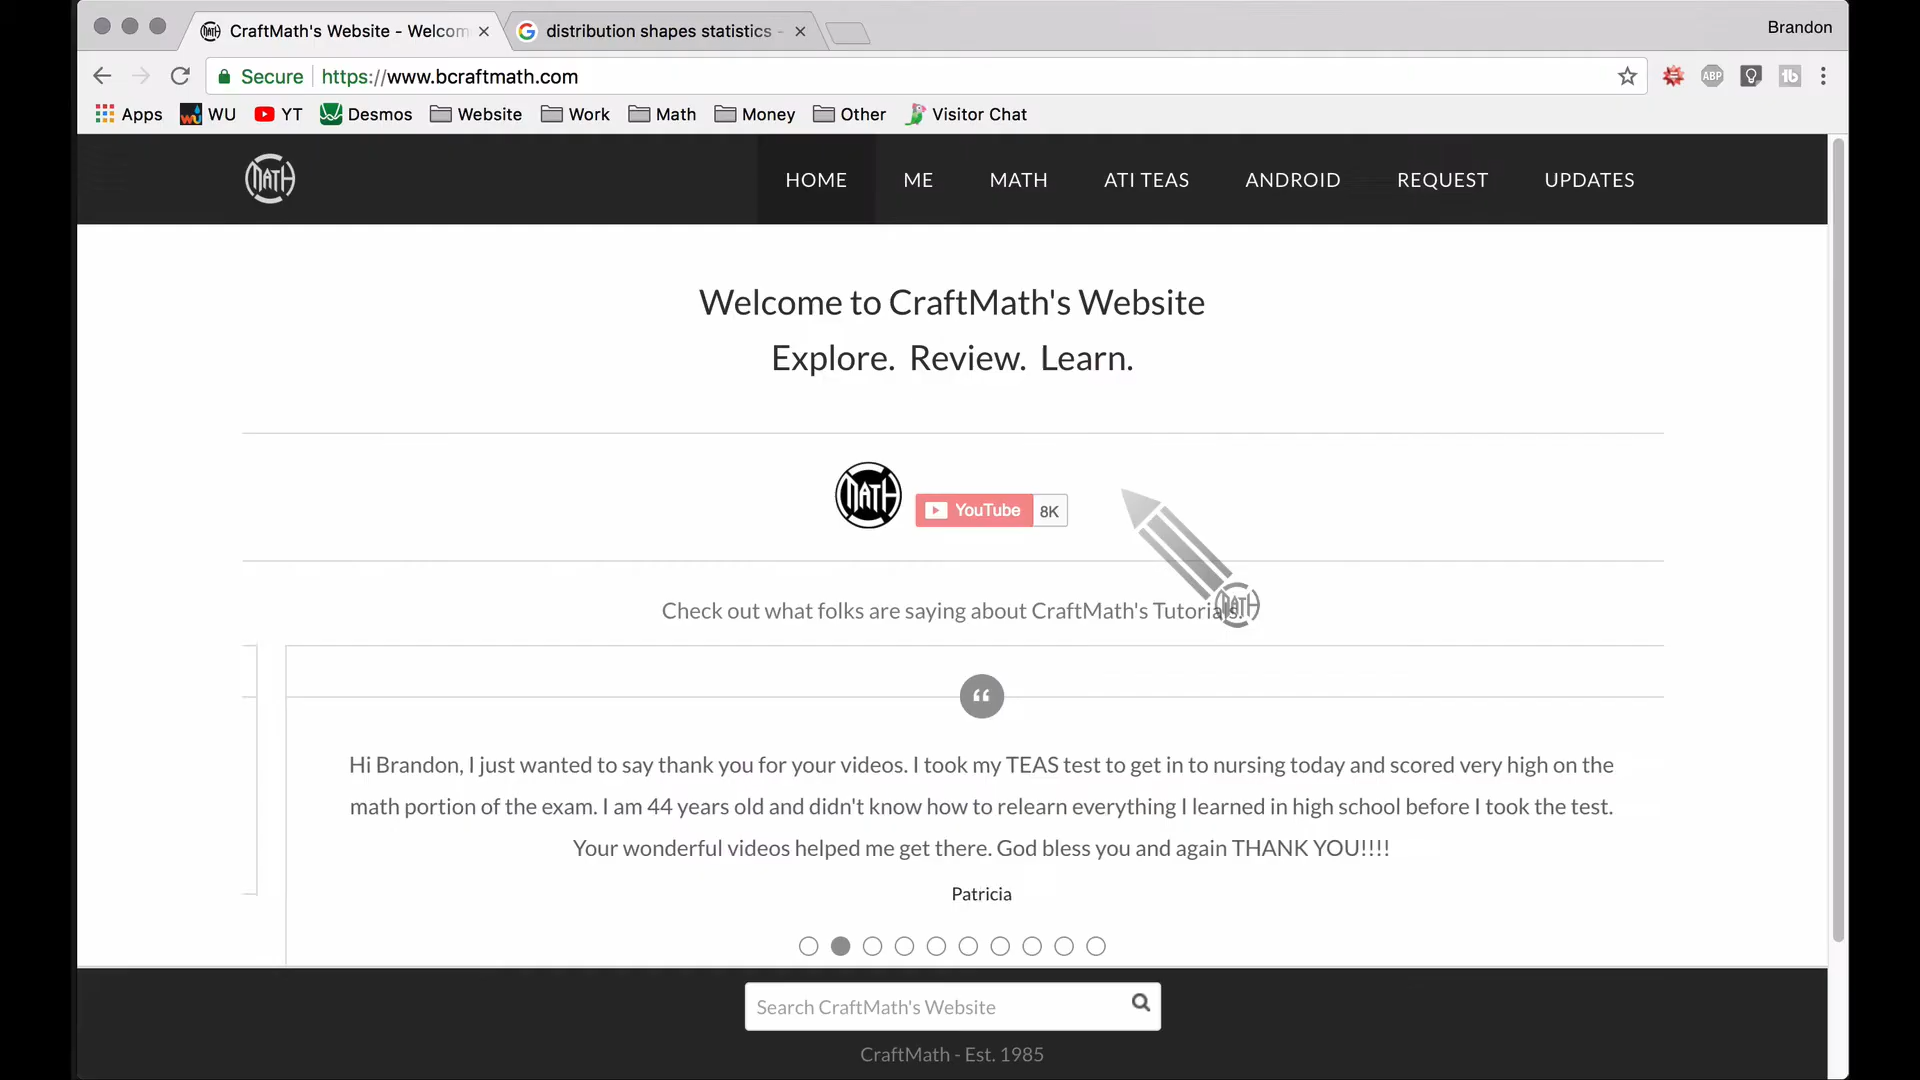 CraftMath's Website - Welcom
distribution shapes statistics -
Brandon
Secure
https://www.bcraftmath.com
ABP
Apps
WU
YT
Desmos
Website
Work
Math
Money
Other
Visitor Chat
MATH
HOME
ME
MATH
ATI TEAS
ANDROID
REQUEST
UPDATES
Welcome to CraftMath's Website
Explore. Review. Learn.
MATH
YouTube
8K
Check out what folks are saying about CraftMath's Tutorials.
MATH
“
Hi Brandon, I just wanted to say thank you for your videos. I took my TEAS test to get in to nursing today and scored very high on the
math portion of the exam. I am 44 years old and didn't know how to relearn everything I learned in high school before I took the test.
Your wonderful videos helped me get there. God bless you and again THANK YOU!!!!
Patricia
Search CraftMath's Website
CraftMath - Est. 1985